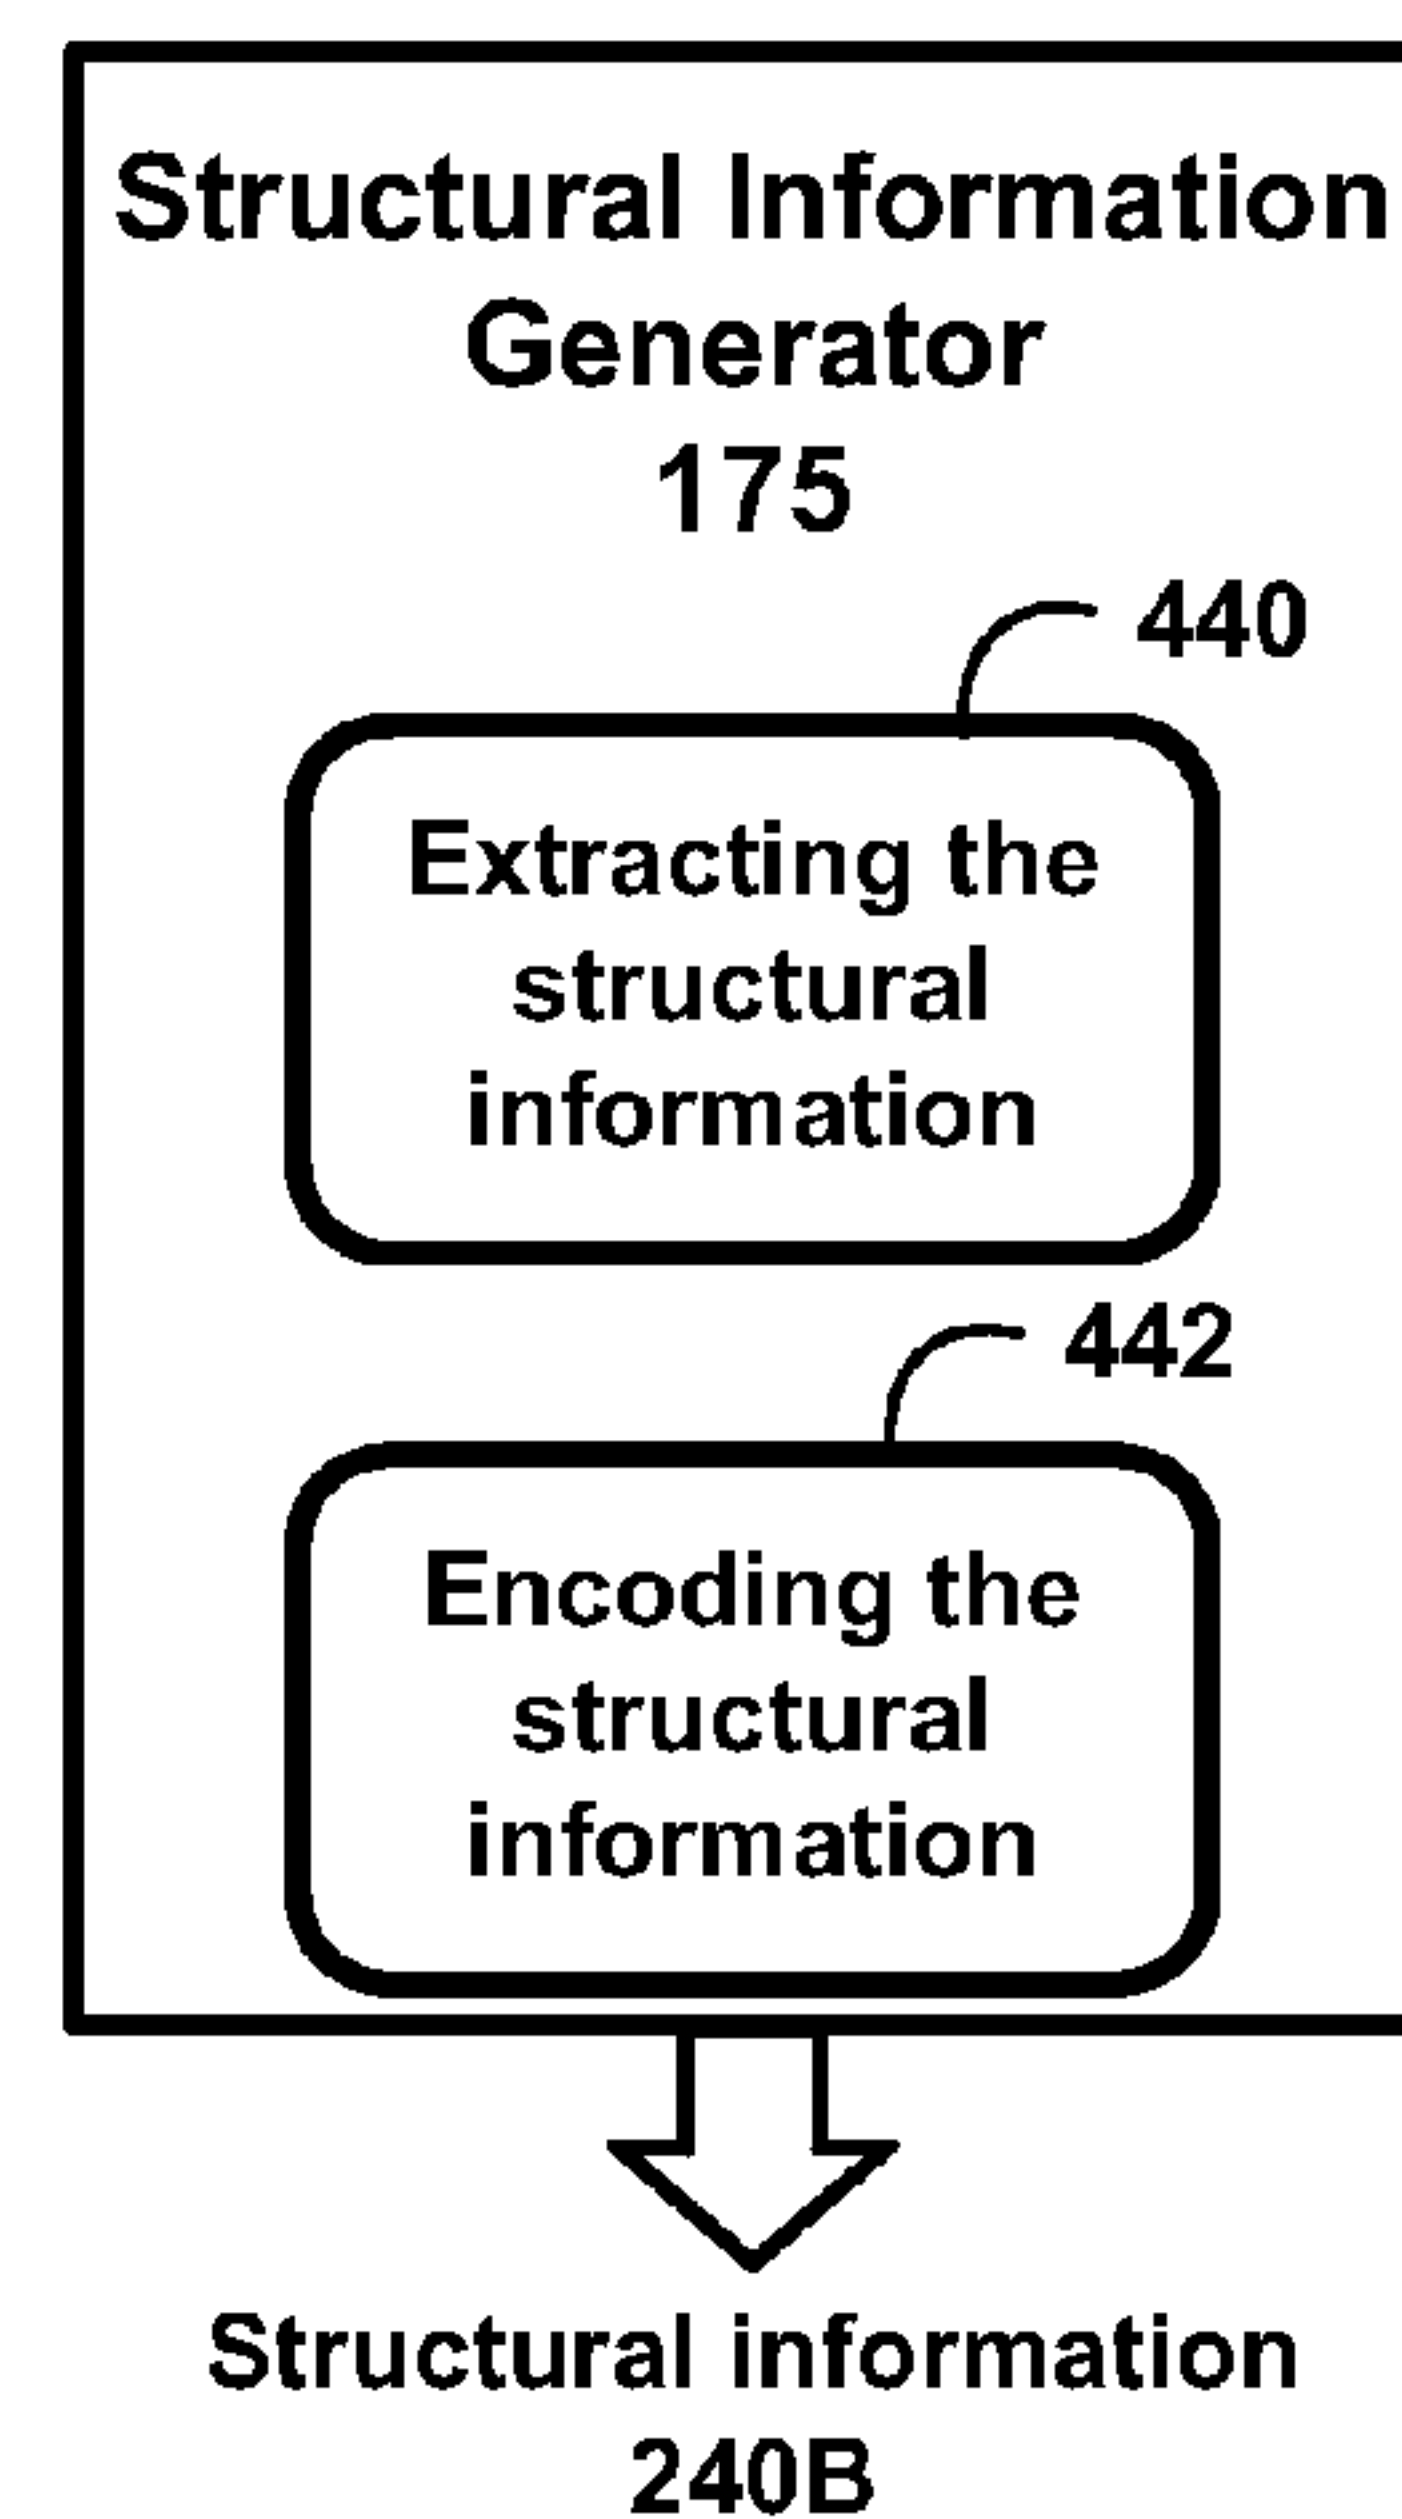 Structural Information
Generator
175
440
Extracting the
structural
information
442
Encoding the
structural
information
Structural information
240B